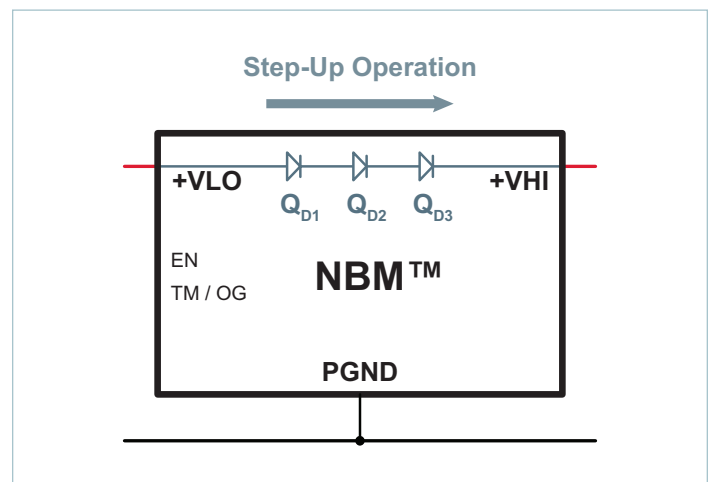 Step-Up Operation
+VLO +VHI
QD1 QD2 QD3
EN
TM / OG
NBM™
PGND